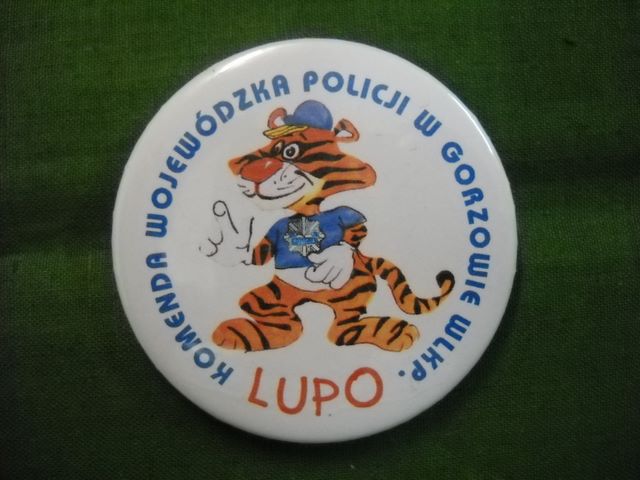 KOMENDA WOJEWÓDZKA POLICJI W GORZOWIE WLKP.
LUPO